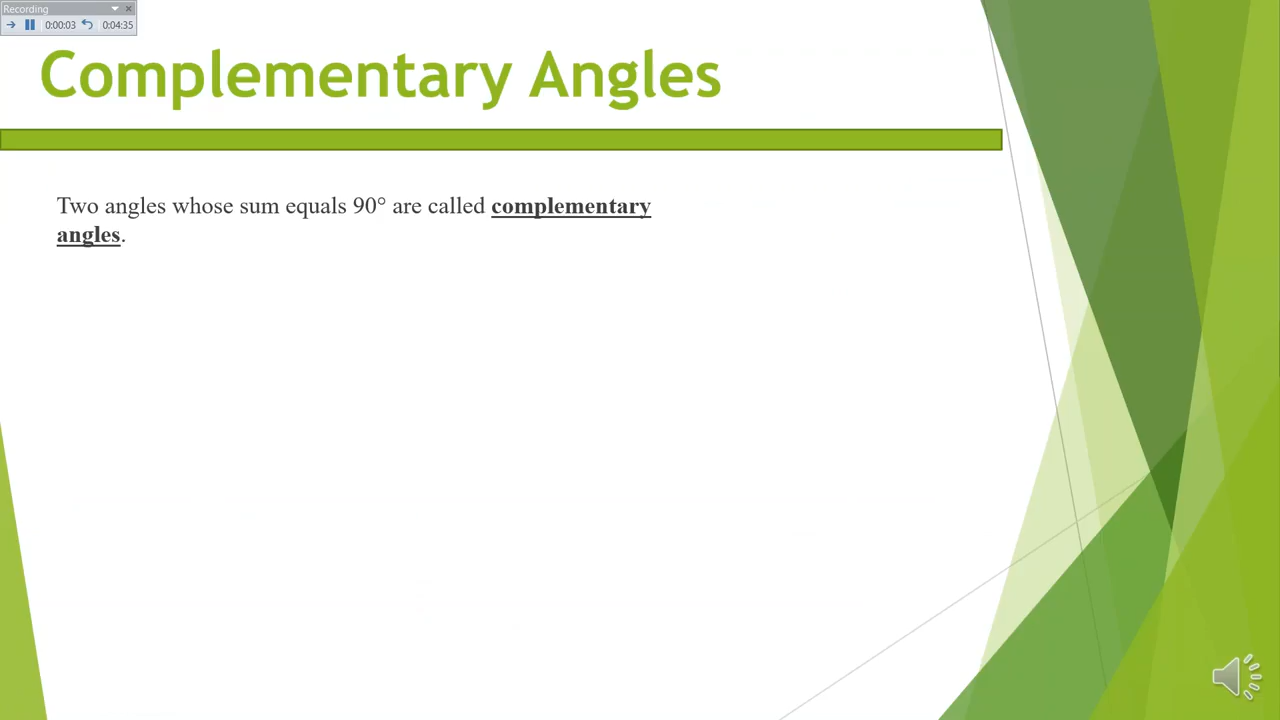 Recording
0:00:03 0:04:35
Complementary Angles
Two angles whose sum equals 90° are called complementary
angles.